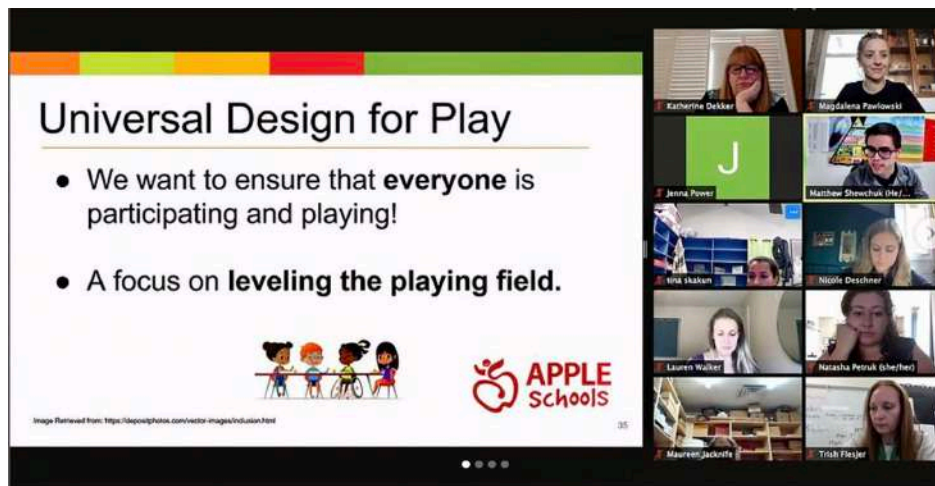 Universal Design for Play
● We want to ensure that everyone is
participating and playing!
● A focus on leveling the playing field.
APPLE
Schools
Image Retrieved from: https://depositphotos.com/vector-images/inclusion.html
35
Katherine Dekker
Magdalena Pawlowski
J
Jenna Power
Matthew Shewchuk (He/...
tina skakun
Nicole Deschner
Lauren Walker
Natasha Petruk (she/her)
Maureen Jacknife
Trish Flesjer